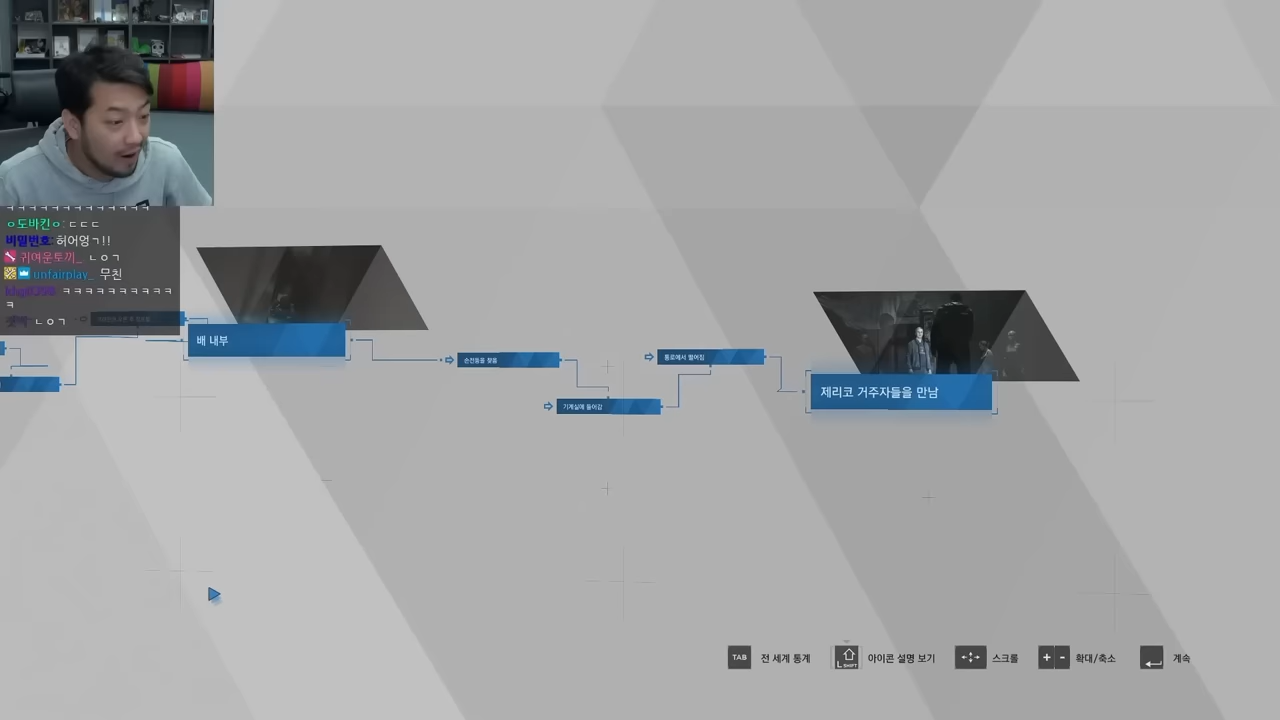 ㅋㅋㅋㅋㅋㅋㅋㅋㅋㅋㅋㅋㅋ
ㅇ도바킨ㅇ: ㄷㄷㄷ
비밀번호: 허어엉ㄱ!!
귀여운토끼_ ㄴㅇㄱ
unfairplay_ 무친
ㅋㅋㅋㅋㅋㅋㅋㅋㅋㅋ
ㅋ
ㄴㅇㄱ
배 내부
손전등을 찾음
기계실에 들어감
통로에서 떨어짐
제리코 거주자들을 만남
TAB 전 세계 통계
L SHIFT 아이콘 설명 보기
스크롤
+ - 확대/축소
계속